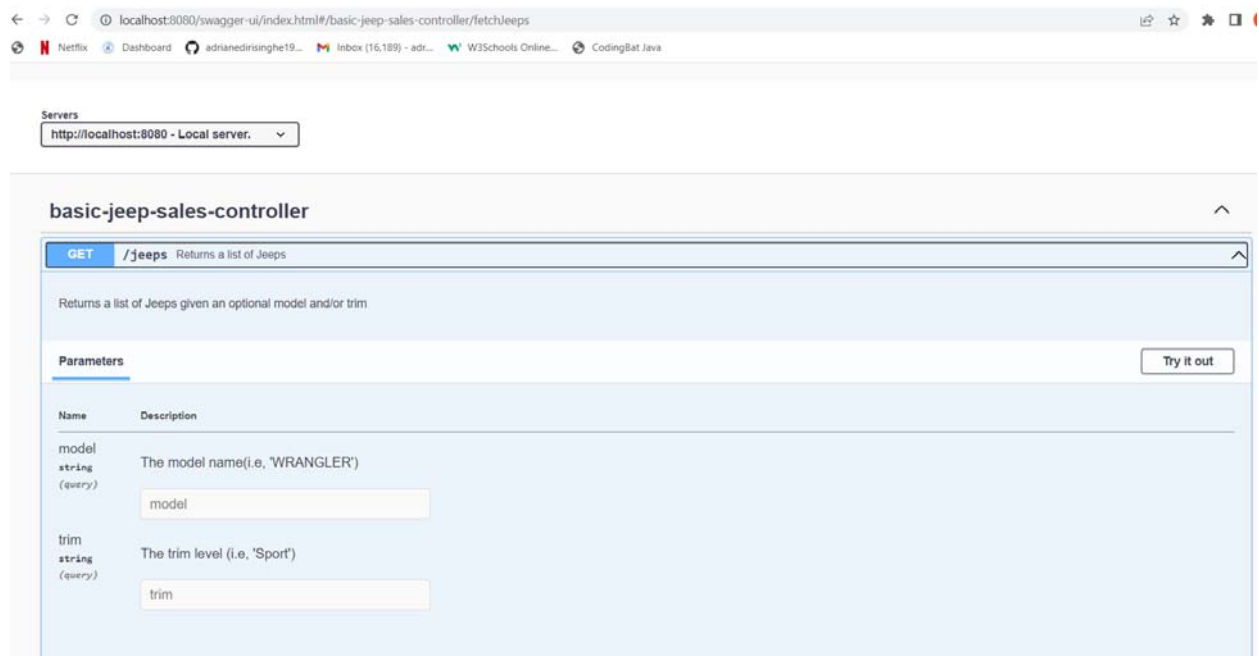 localhost:8080/swagger-ui/index.html#/basic-jeep-sales-controller/fetchJeeps
Netflix Dashboard adrianedirisinghe19... Inbox (16,189) - adr... W3Schools Online... CodingBat Java
Servers
http://localhost:8080 - Local server.
basic-jeep-sales-controller
GET /jeeps Returns a list of Jeeps
Returns a list of Jeeps given an optional model and/or trim
Parameters Try it out
Name Description
model
string
(query)
The model name(i.e, 'WRANGLER')
model
trim
string
(query)
The trim level (i.e, 'Sport')
trim